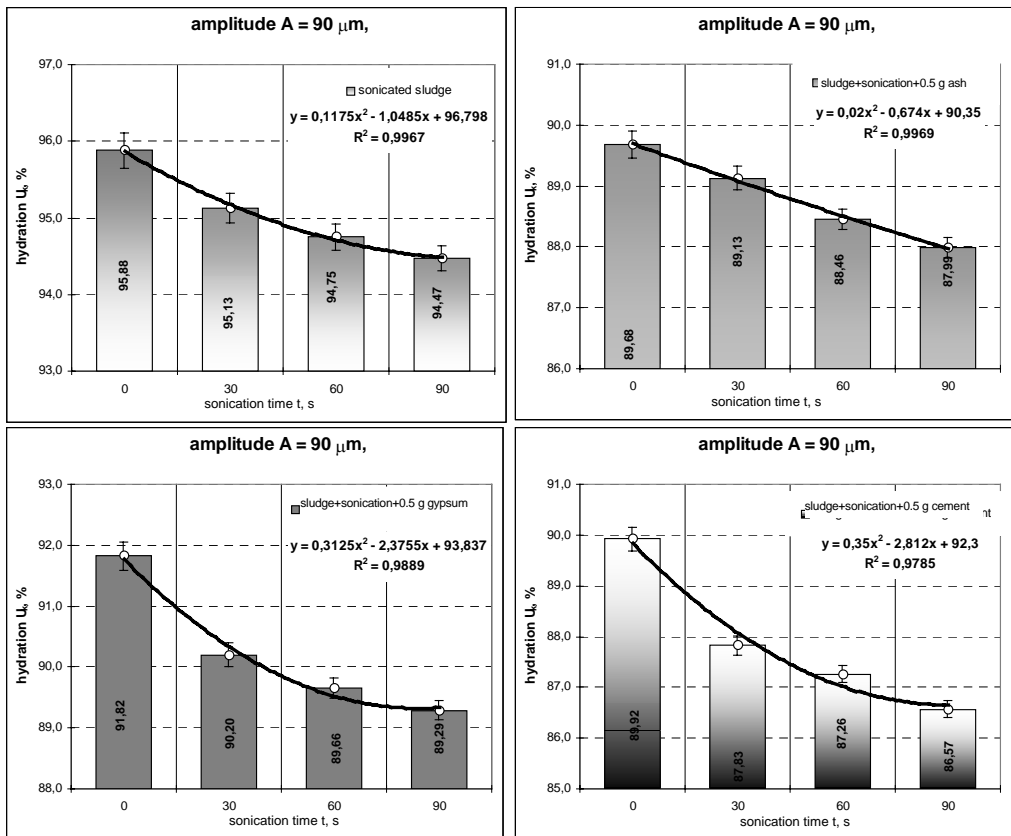 amplitude A = 90 μm,
hydration Uₖ, %
97,0
96,0
95,0
94,0
93,0
sonicated sludge
y = 0,1175x² - 1,0485x + 96,798
R² = 0,9967
95,88
95,13
94,75
94,47
0 30 60 90
sonication time t, s
amplitude A = 90 μm,
hydration Uₖ, %
91,0
90,0
89,0
88,0
87,0
86,0
sludge+sonication+0.5 g ash
y = 0,02x² - 0,674x + 90,35
R² = 0,9969
89,68
89,13
88,46
87,99
0 30 60 90
sonication time t, s
amplitude A = 90 μm,
hydration Uₖ, %
93,0
92,0
91,0
90,0
89,0
88,0
sludge+sonication+0.5 g gypsum
y = 0,3125x² - 2,3755x + 93,837
R² = 0,9889
91,82
90,20
89,66
89,29
0 30 60 90
sonication time t, s
amplitude A = 90 μm,
hydration Uₖ, %
91,0
90,0
89,0
88,0
87,0
86,0
85,0
sludge+sonication+0.5 g cement
y = 0,35x² - 2,812x + 92,3
R² = 0,9785
89,92
87,83
87,26
86,57
0 30 60 90
sonication time t, s